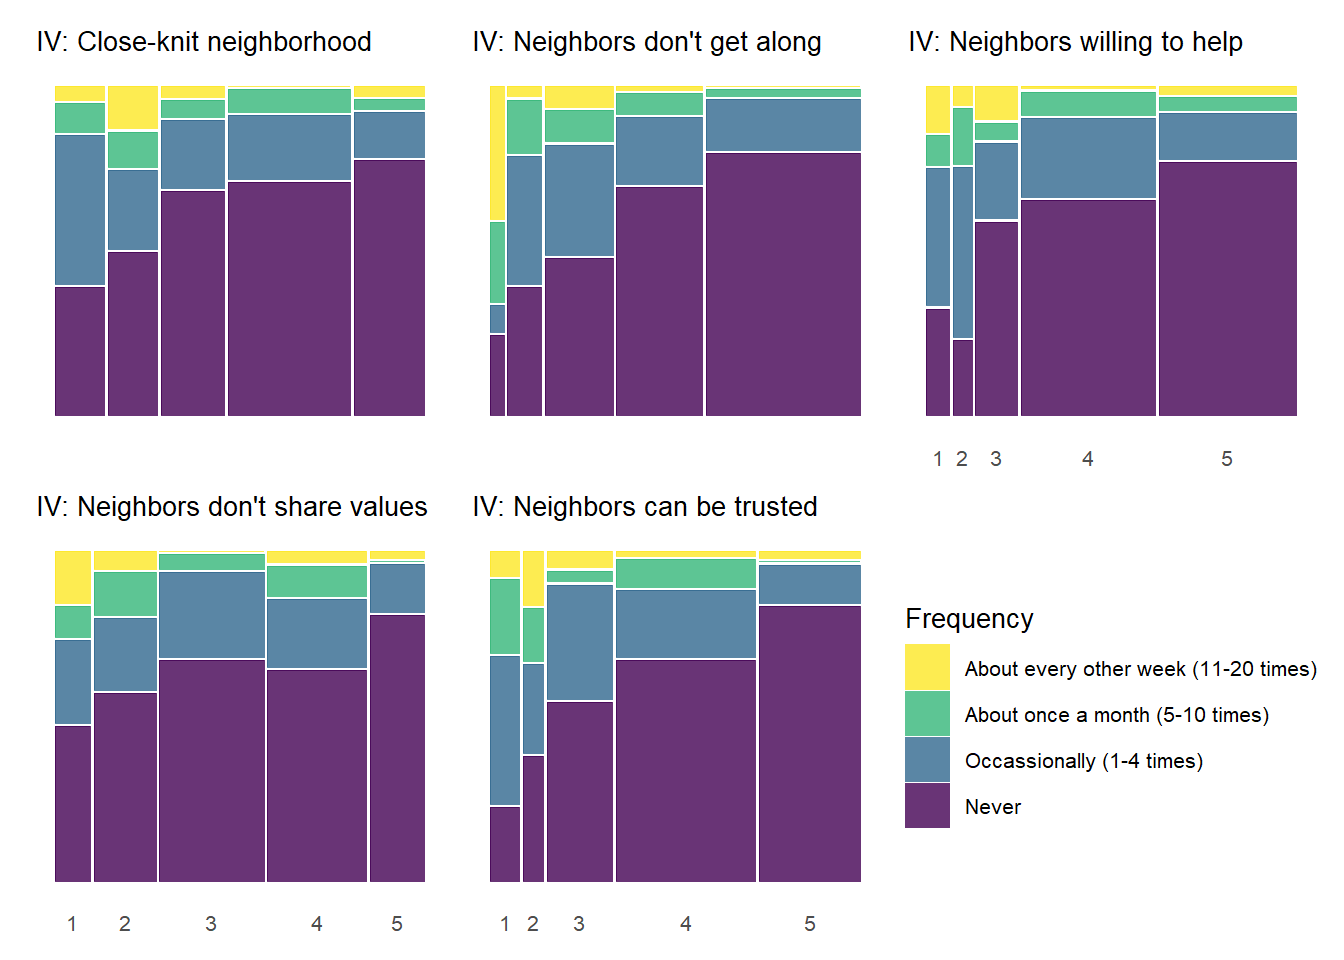 IV: Close-knit neighborhood
IV: Neighbors don't get along
IV: Neighbors willing to help
1 2 3 4 5
IV: Neighbors don't share values
IV: Neighbors can be trusted
Frequency
About every other week (11-20 times)
About once a month (5-10 times)
Occassionally (1-4 times)
Never
1 2 3 4 5
1 2 3 4 5